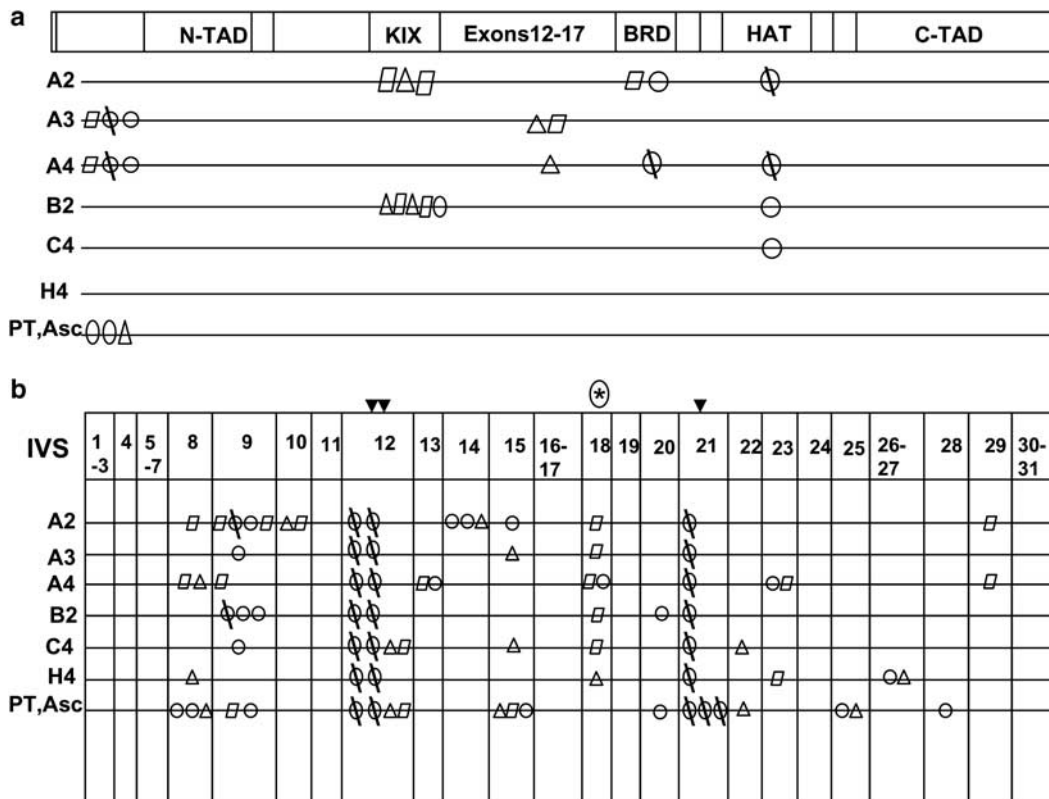 a
N-TAD KIX Exons12-17 BRD HAT C-TAD
A2
A3
A4
B2
C4
H4
PT,Asc
b
*
IVS 1-3 4 5-7 8 9 10 11 12 13 14 15 16-17 18 19 20 21 22 23 24 25 26-27 28 29 30-31
A2
A3
A4
B2
C4
H4
PT,Asc